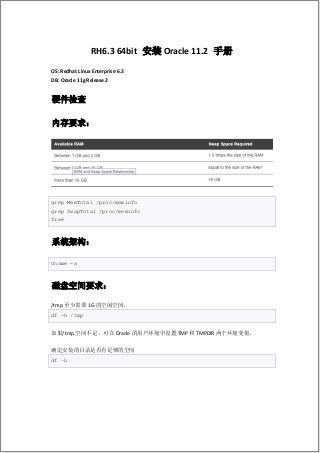 RH6.3 64bit 安装 Oracle 11.2 手册
OS: Redhat Linux Enterprise 6.3
DB: Oracle 11g Release 2
硬件检查
内存要求：
Available RAM Swap Space Required
Between 1 GB and 2 GB 1.5 times the size of the RAM
Between 2 GB and 16 GB Equal to the size of the RAM
RAM and Swap Space Relationship
More than 16 GB 16 GB
grep MemTotal /proc/meminfo
grep SwapTotal /proc/meminfo
free
系统架构：
Uname -a
磁盘空间要求：
/tmp 至少需要 1G 的空闲空间。
df -h /tmp
如果/tmp 空间不足，可在 Oracle 的用户环境中设置 TMP 和 TMPDIR 两个环境变量。
确定安装的目录是否有足够的空间
df -h